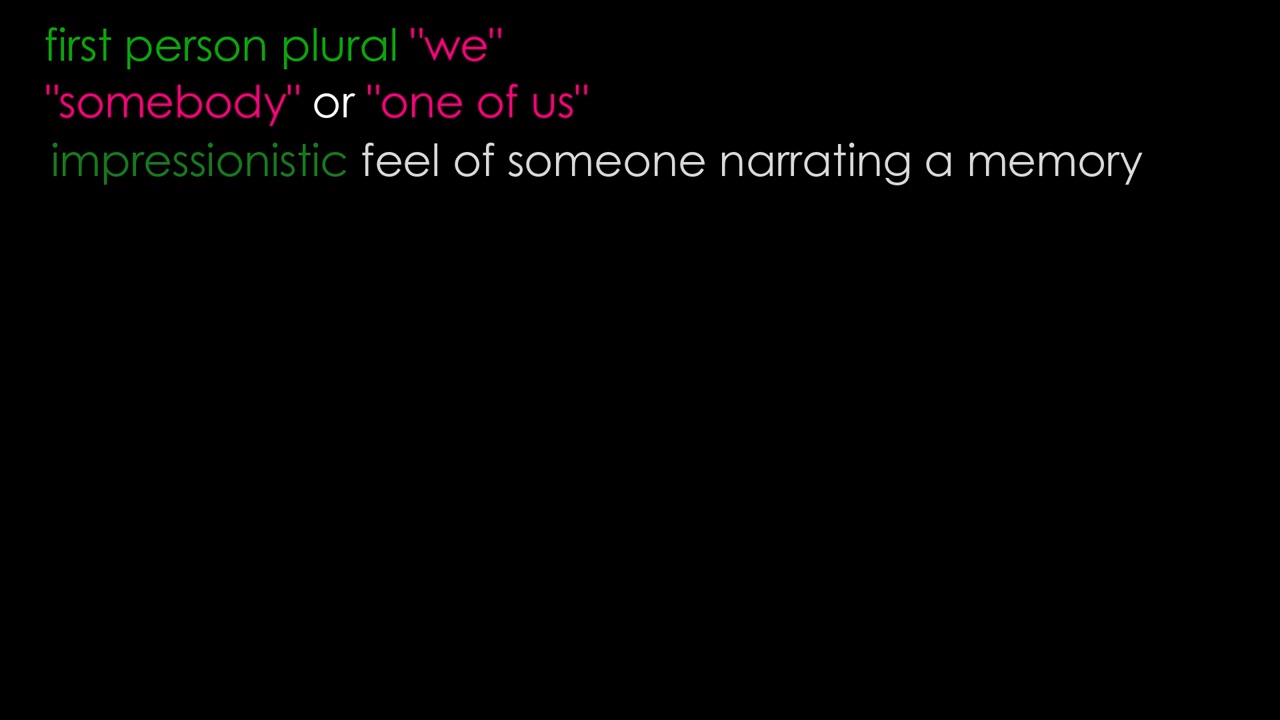 first person plural "we"
"somebody" or "one of us"
impressionistic feel of someone narrating a memory